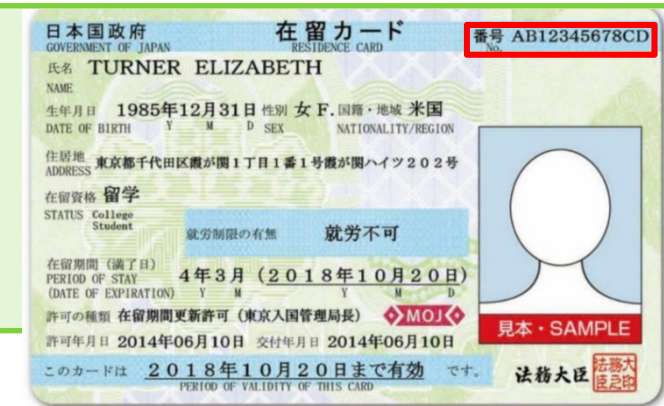 日本国政府 在留カード 番号 AB12345678CD
GOVERNMENT OF JAPAN RESIDENCE CARD No.
氏名 TURNER ELIZABETH
NAME
生年月日 1985年12月31日 性別 女 F. 国籍・地域 米国
DATE OF BIRTH Y M D SEX NATIONALITY/REGION
住居地 東京都千代田区霞が関1丁目1番1号霞が関ハイツ202号
ADDRESS
在留資格 留学
STATUS College
Student
就労制限の有無 就労不可
在留期間(満了日)
PERIOD OF STAY 4年3月(2018年10月20日)
(DATE OF EXPIRATION) Y M Y M D
許可の種類 在留期間更新許可(東京入国管理局長) MOJ
見本・SAMPLE
許可年月日 2014年06月10日 交付年月日 2014年06月10日
このカードは 2018年10月20日まで有効 です。
PERIOD OF VALIDITY OF THIS CARD
法務大臣 法務大臣之印